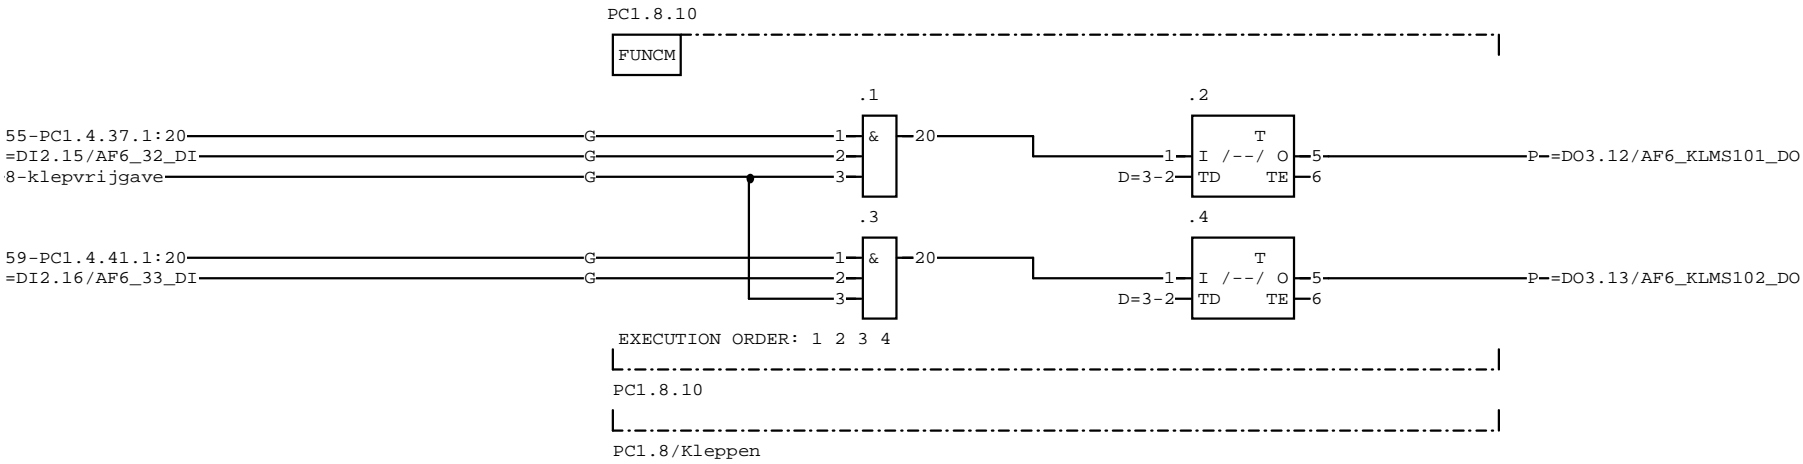 PC1.8.10
FUNCM
.1 .2
55-PC1.4.37.1:20 G 1 & 20 T
=DI2.15/AF6_32_DI G 2 1 I /--/ O 5 P =DO3.12/AF6_KLMS101_DO
8-klepvrijgave G 3 D=3-2 TD TE 6
.3 .4
59-PC1.4.41.1:20 G 1 & 20 T
=DI2.16/AF6_33_DI G 2 1 I /--/ O 5 P =DO3.13/AF6_KLMS102_DO
3 D=3-2 TD TE 6
EXECUTION ORDER: 1 2 3 4
PC1.8.10
PC1.8/Kleppen